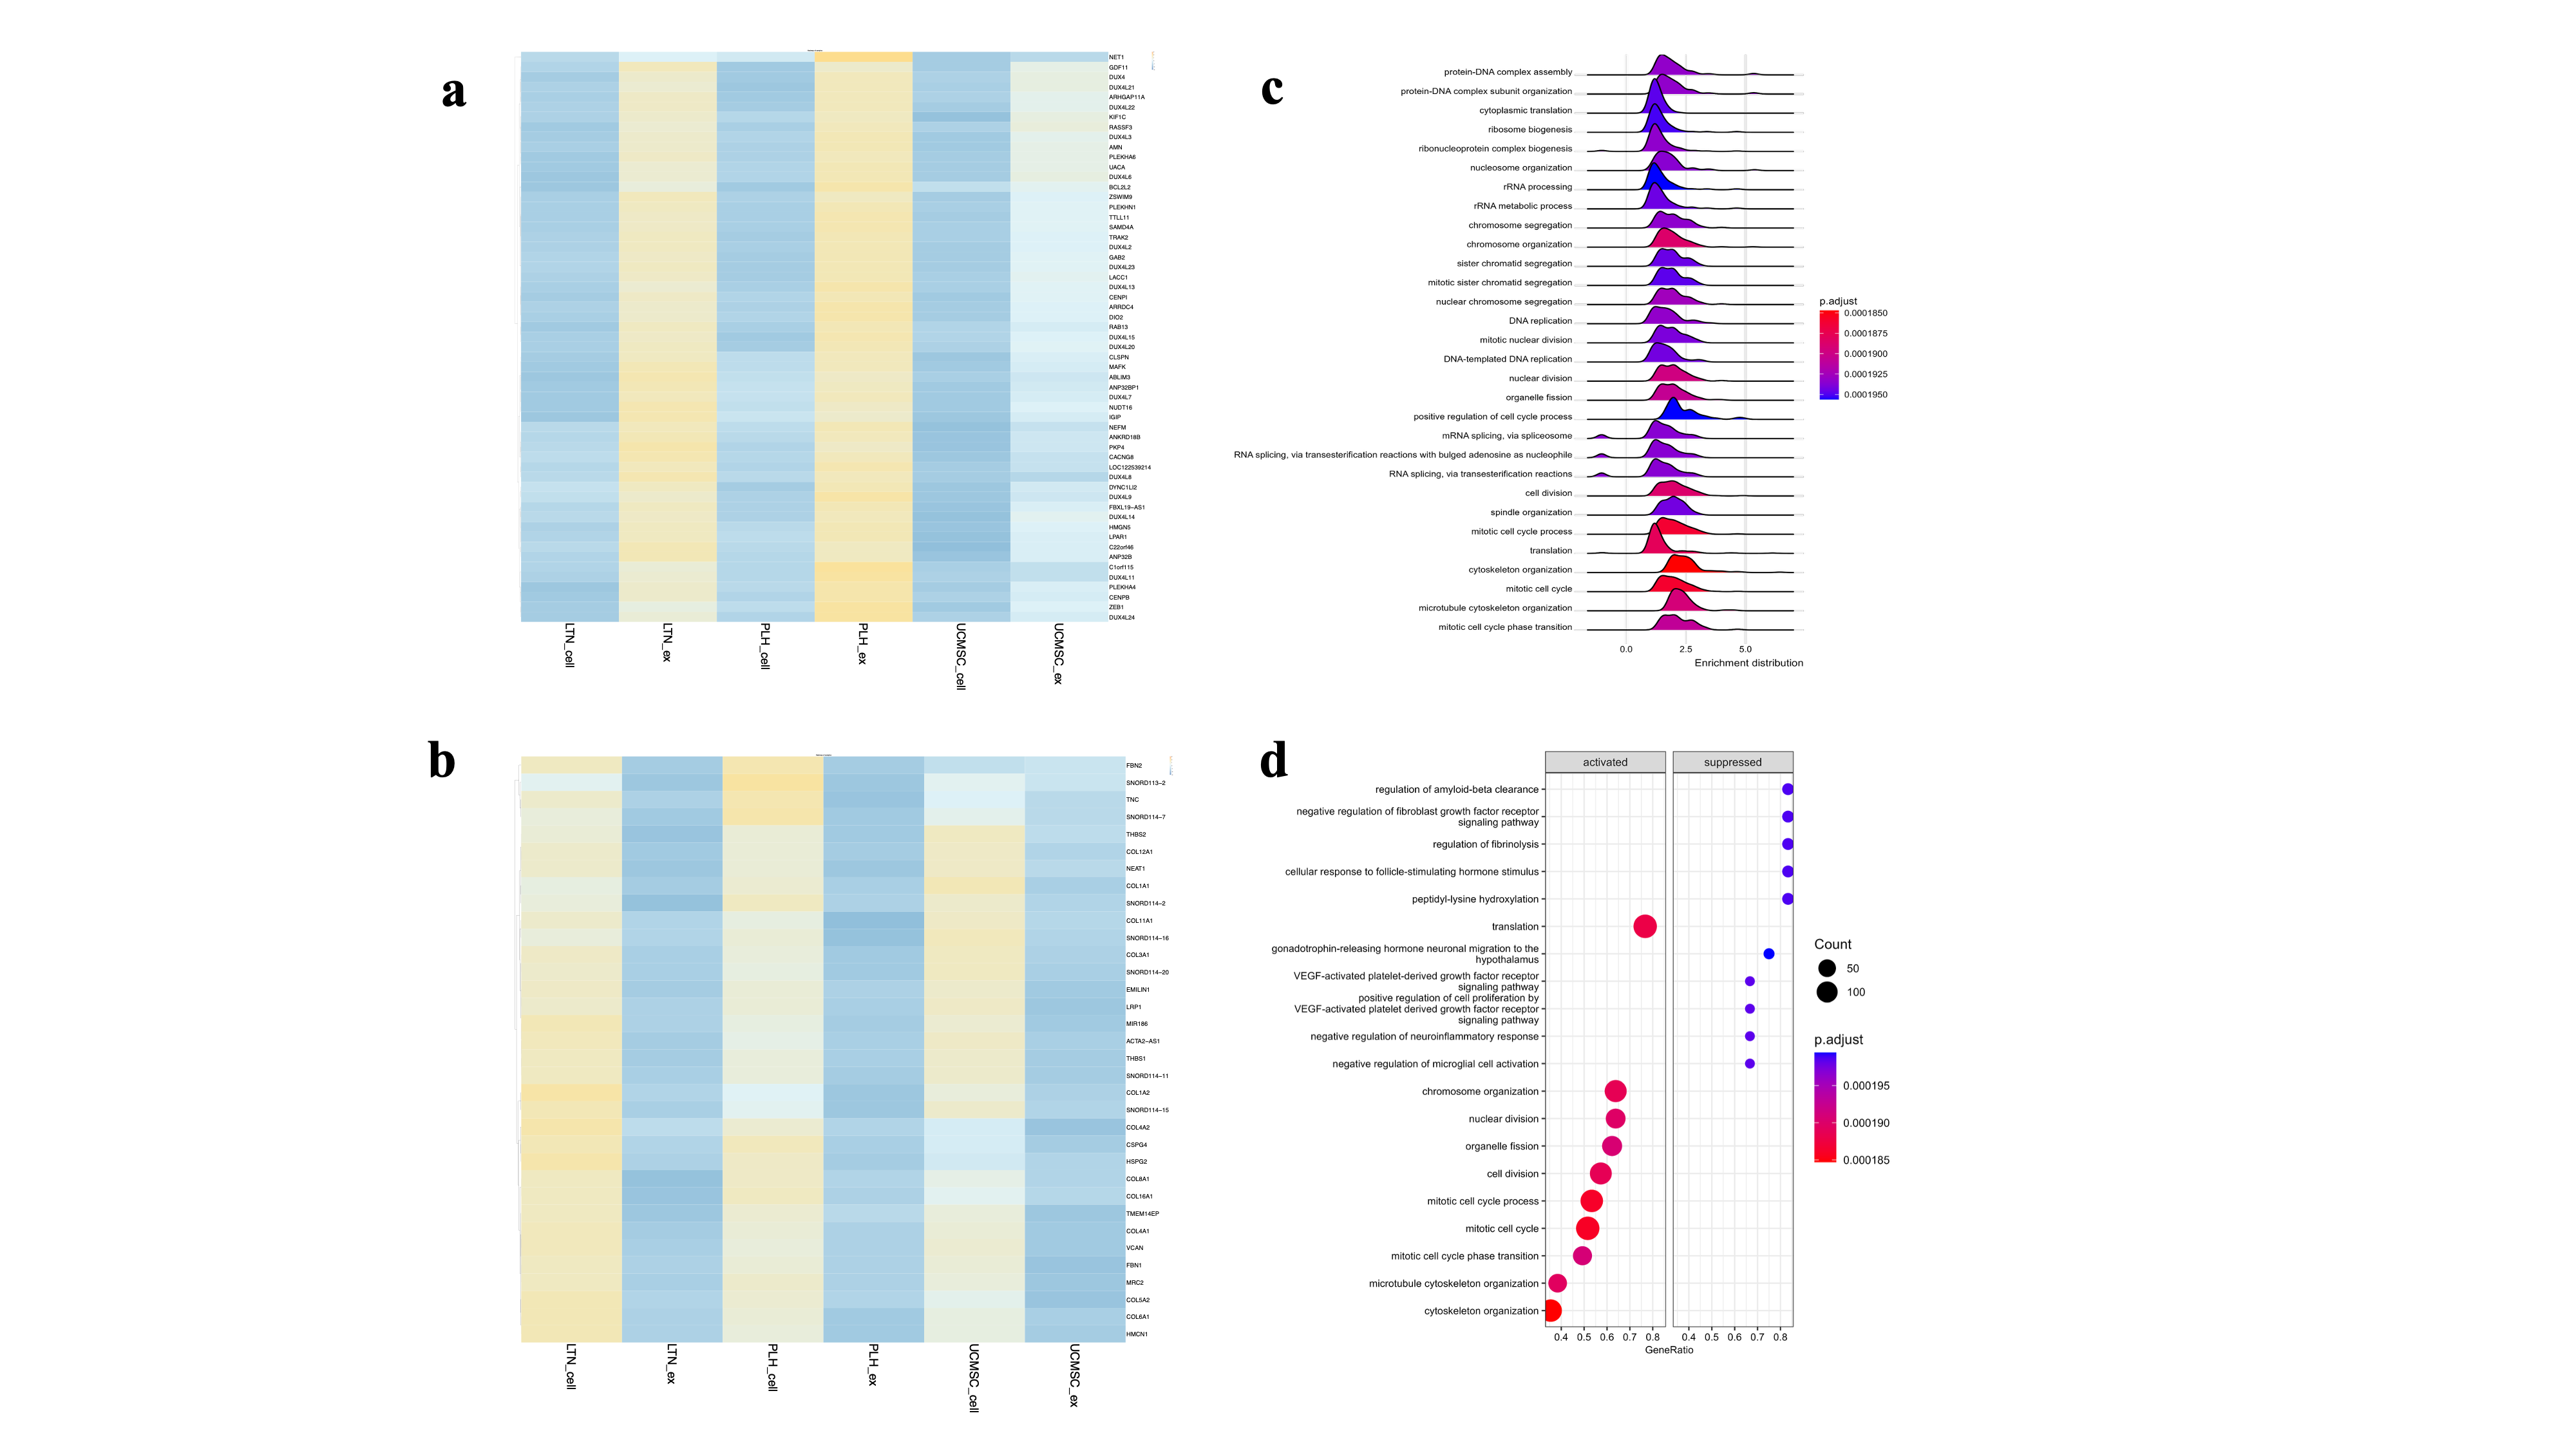 a
NET1
GDF11
DUX4
DUX4L21
ARHGAP11A
DUX4L22
KIF1C
RASSF3
DUX4L3
AMN
PLEKHA6
UACA
DUX4L6
BCL2L2
ZSWIM9
PLEKHN1
TTLL11
SAMD4A
TRAK2
DUX4L2
GAB2
DUX4L23
LACC1
DUX4L13
CENPI
ARRDC4
DIO2
RAB13
DUX4L15
DUX4L20
CLSPN
MAFK
ABLIM3
ANP32BP1
DUX4L7
NUDT16
IGIP
NEFM
ANKRD18B
PKP4
CACNG8
LOC122539214
DUX4L8
DYNC1LI2
DUX4L9
FBXL19-AS1
DUX4L14
HMGN5
LPAR1
C22orf46
ANP32B
C1orf115
DUX4L11
PLEKHA4
CENPB
ZEB1
DUX4L24
LTN_cell
LTN_ex
PLH_cell
PLH_ex
UCMSC_cell
UCMSC_ex
b
FBN2
SNORD113-2
TNC
SNORD114-7
THBS2
COL12A1
NEAT1
COL1A1
SNORD114-2
COL11A1
SNORD114-16
COL3A1
SNORD114-20
EMILIN1
LRP1
MIR186
ACTA2-AS1
THBS1
SNORD114-11
COL1A2
SNORD114-15
COL4A2
CSPG4
HSPG2
COL8A1
COL16A1
TMEM14EP
COL4A1
VCAN
FBN1
MRC2
COL5A2
COL6A1
HMCN1
LTN_cell
LTN_ex
PLH_cell
PLH_ex
UCMSC_cell
UCMSC_ex
c
protein-DNA complex assembly
protein-DNA complex subunit organization
cytoplasmic translation
ribosome biogenesis
ribonucleoprotein complex biogenesis
nucleosome organization
rRNA processing
rRNA metabolic process
chromosome segregation
chromosome organization
sister chromatid segregation
mitotic sister chromatid segregation
nuclear chromosome segregation
DNA replication
mitotic nuclear division
DNA-templated DNA replication
nuclear division
organelle fission
positive regulation of cell cycle process
mRNA splicing, via spliceosome
RNA splicing, via transesterification reactions with bulged adenosine as nucleophile
RNA splicing, via transesterification reactions
cell division
spindle organization
mitotic cell cycle process
translation
cytoskeleton organization
mitotic cell cycle
microtubule cytoskeleton organization
mitotic cell cycle phase transition
0.0 2.5 5.0
Enrichment distribution
p.adjust
0.0001850
0.0001875
0.0001900
0.0001925
0.0001950
d
activated suppressed
regulation of amyloid-beta clearance
negative regulation of fibroblast growth factor receptor
signaling pathway
regulation of fibrinolysis
cellular response to follicle-stimulating hormone stimulus
peptidyl-lysine hydroxylation
translation
gonadotrophin-releasing hormone neuronal migration to the
hypothalamus
VEGF-activated platelet-derived growth factor receptor
signaling pathway
positive regulation of cell proliferation by
VEGF-activated platelet derived growth factor receptor
signaling pathway
negative regulation of neuroinflammatory response
negative regulation of microglial cell activation
chromosome organization
nuclear division
organelle fission
cell division
mitotic cell cycle process
mitotic cell cycle
mitotic cell cycle phase transition
microtubule cytoskeleton organization
cytoskeleton organization
0.4 0.5 0.6 0.7 0.8 0.4 0.5 0.6 0.7 0.8
GeneRatio
Count
50
100
p.adjust
0.000195
0.000190
0.000185